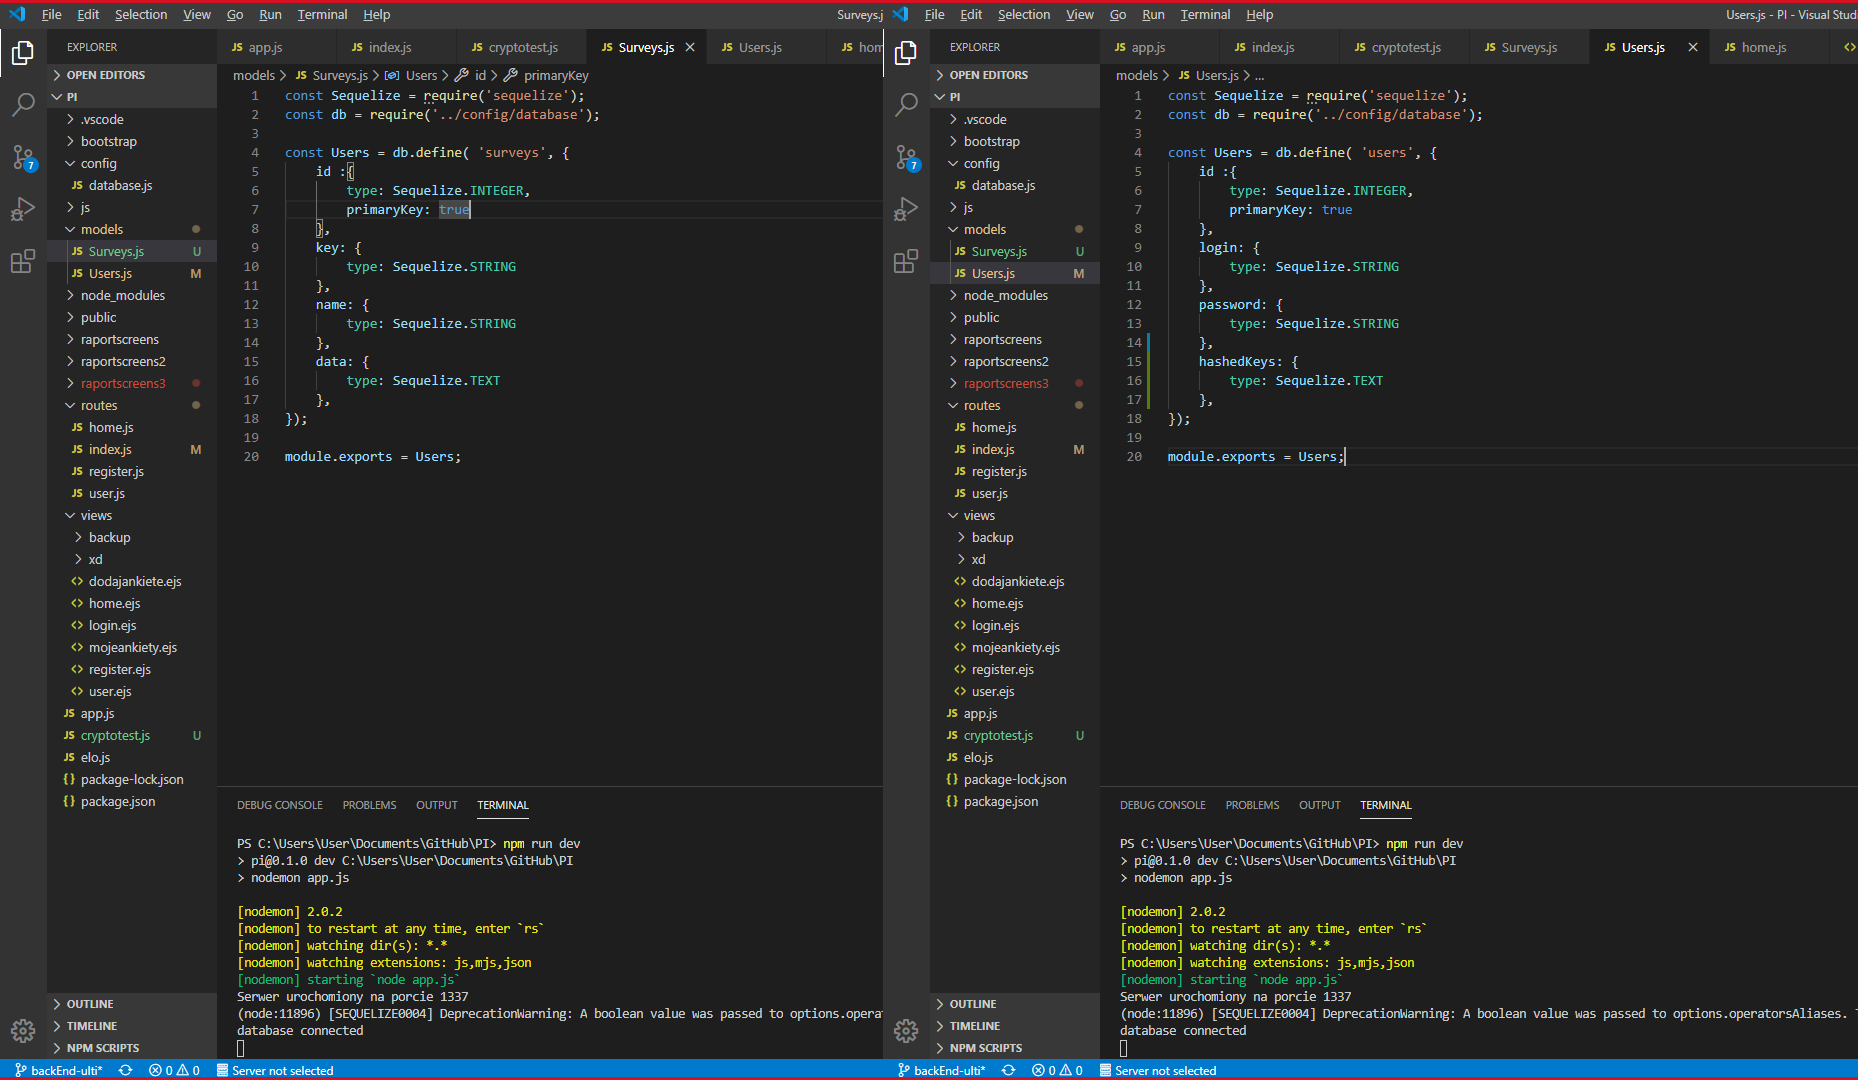 File Edit Selection View Go Run Terminal Help
Surveys.j
EXPLORER
app.js
index.js
cryptotest.js
Surveys.js
Users.js
hom
OPEN EDITORS
PI
.vscode
bootstrap
config
database.js
js
models
Surveys.js U
Users.js M
node_modules
public
raportscreens
raportscreens2
raportscreens3
routes
home.js
index.js M
register.js
user.js
views
backup
xd
dodajankiete.ejs
home.ejs
login.ejs
mojeankiety.ejs
register.ejs
user.ejs
app.js
cryptotest.js U
elo.js
package-lock.json
package.json
OUTLINE
TIMELINE
NPM SCRIPTS
7
models > Surveys.js > Users > id > primaryKey
1 const Sequelize = require('sequelize');
2 const db = require('../config/database');
3
4 const Users = db.define( 'surveys', {
5 id :{
6 type: Sequelize.INTEGER,
7 primaryKey: true
8 },
9 key: {
10 type: Sequelize.STRING
11 },
12 name: {
13 type: Sequelize.STRING
14 },
15 data: {
16 type: Sequelize.TEXT
17 },
18 });
19
20 module.exports = Users;
DEBUG CONSOLE PROBLEMS OUTPUT TERMINAL
PS C:\Users\User\Documents\GitHub\PI> npm run dev
> pi@0.1.0 dev C:\Users\User\Documents\GitHub\PI
> nodemon app.js
[nodemon] 2.0.2
[nodemon] to restart at any time, enter `rs`
[nodemon] watching dir(s): *.*
[nodemon] watching extensions: js,mjs,json
[nodemon] starting `node app.js`
Serwer urochomiony na porcie 1337
(node:11896) [SEQUELIZE0004] DeprecationWarning: A boolean value was passed to options.operat
database connected
backEnd-ulti* 0 0 Server not selected
File Edit Selection View Go Run Terminal Help
Users.js - PI - Visual Stud
EXPLORER
app.js
index.js
cryptotest.js
Surveys.js
Users.js
home.js
OPEN EDITORS
PI
.vscode
bootstrap
config
database.js
js
models
Surveys.js U
Users.js M
node_modules
public
raportscreens
raportscreens2
raportscreens3
routes
home.js
index.js M
register.js
user.js
views
backup
xd
dodajankiete.ejs
home.ejs
login.ejs
mojeankiety.ejs
register.ejs
user.ejs
app.js
cryptotest.js U
elo.js
package-lock.json
package.json
OUTLINE
TIMELINE
NPM SCRIPTS
7
models > Users.js > ...
1 const Sequelize = require('sequelize');
2 const db = require('../config/database');
3
4 const Users = db.define( 'users', {
5 id :{
6 type: Sequelize.INTEGER,
7 primaryKey: true
8 },
9 login: {
10 type: Sequelize.STRING
11 },
12 password: {
13 type: Sequelize.STRING
14 },
15 hashedKeys: {
16 type: Sequelize.TEXT
17 },
18 });
19
20 module.exports = Users;
DEBUG CONSOLE PROBLEMS OUTPUT TERMINAL
PS C:\Users\User\Documents\GitHub\PI> npm run dev
> pi@0.1.0 dev C:\Users\User\Documents\GitHub\PI
> nodemon app.js
[nodemon] 2.0.2
[nodemon] to restart at any time, enter `rs`
[nodemon] watching dir(s): *.*
[nodemon] watching extensions: js,mjs,json
[nodemon] starting `node app.js`
Serwer urochomiony na porcie 1337
(node:11896) [SEQUELIZE0004] DeprecationWarning: A boolean value was passed to options.operatorsAliases.
database connected
backEnd-ulti* 0 0 Server not selected